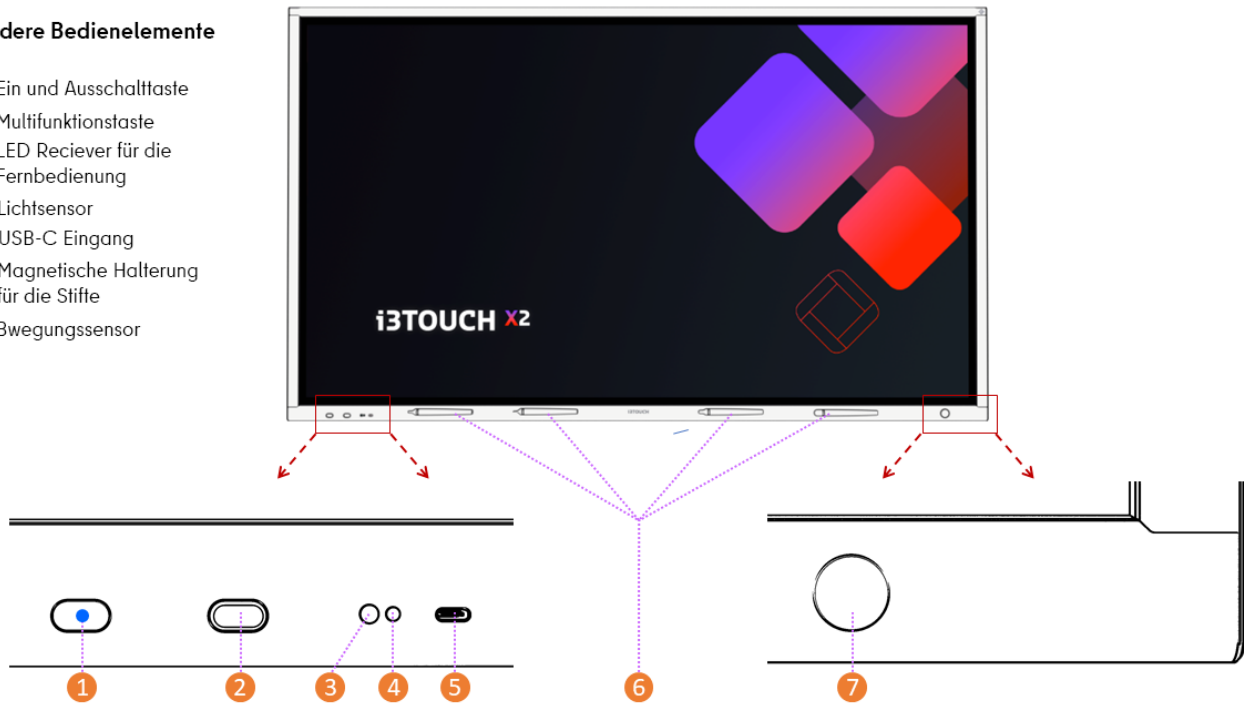 dere Bedienelemente
Ein und Ausschalttaste
Multifunktionstaste
LED Reciever für die
Fernbedienung
Lichtsensor
USB-C Eingang
Magnetische Halterung
für die Stifte
Bwegungssensor
i3TOUCH X2
i3TOUCH
1
2
3
4
5
6
7